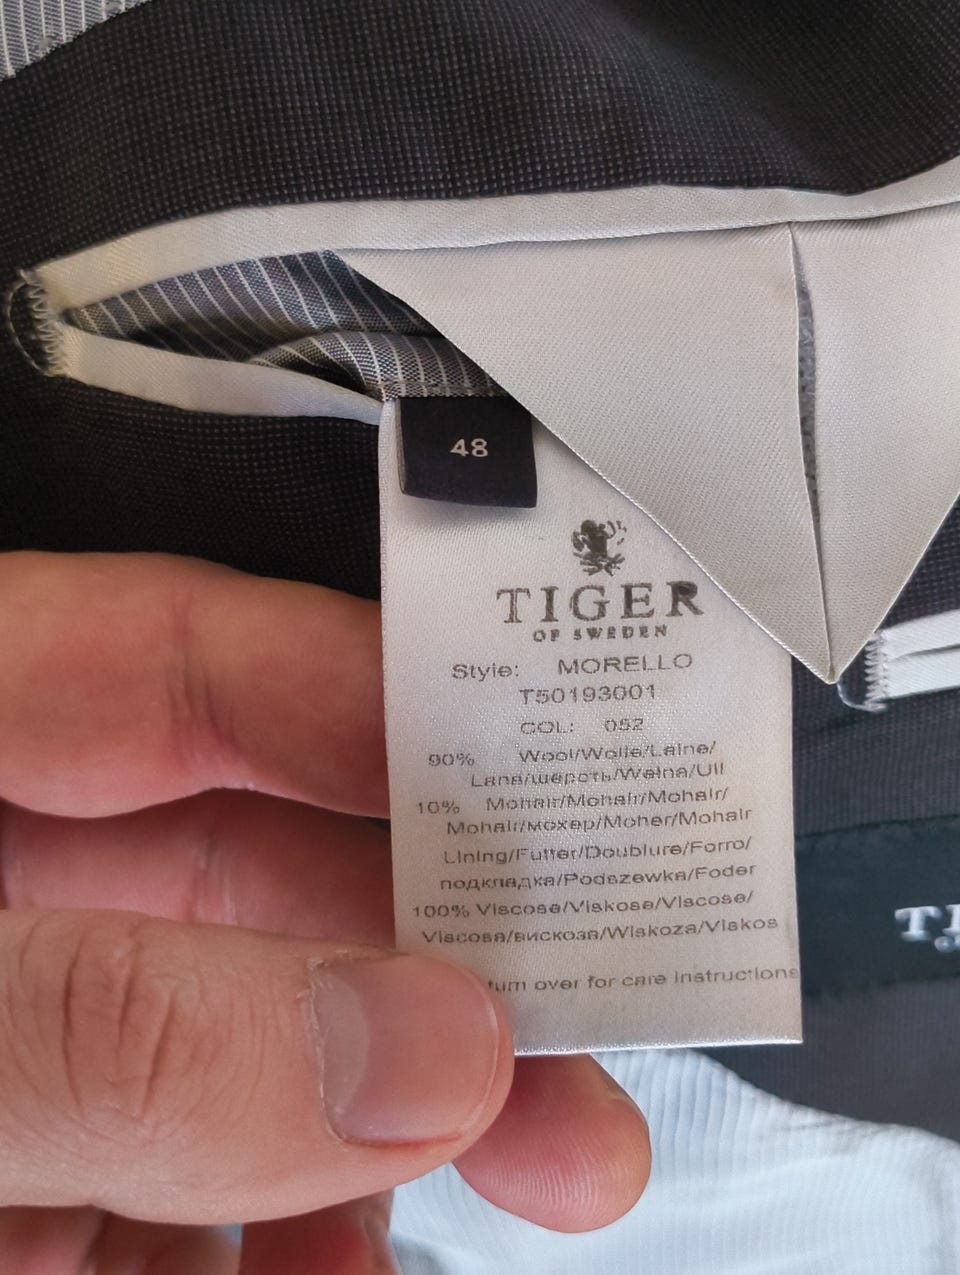 48
TIGER
OF SWEDEN
Style: MORELLO
T50193001
COL: 052
90% Wool/Wolle/Laine/
Lana/шерсть/Wełna/Ull
10% Mohair/Mohair/Mohair/
Mohair/мохер/Moher/Mohair
Lining/Futter/Doublure/Forro/
подкладка/Podszewka/Foder
100% Viscose/Viskose/Viscose/
Viscosa/вискоза/Wiskoza/Viskos
turn over for care instructions